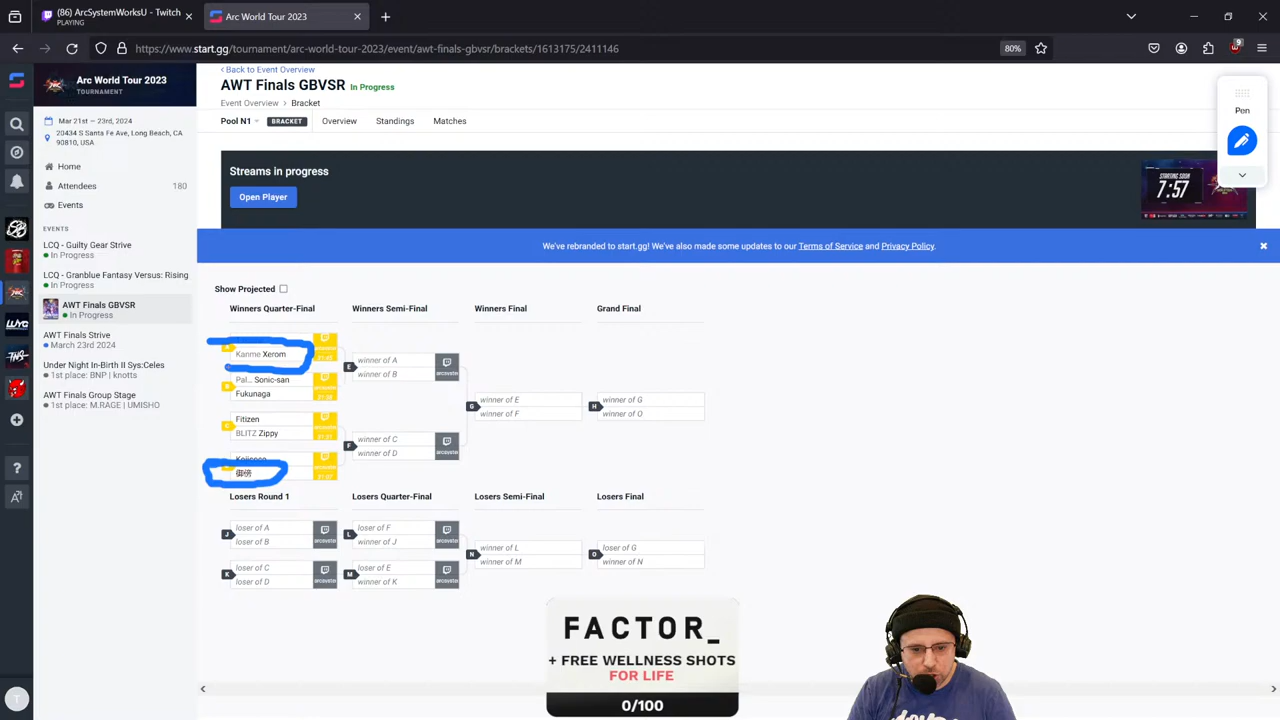 (86) ArcSystemWorksU - Twitch
PLAYING
Arc World Tour 2023
https://www.start.gg/tournament/arc-world-tour-2023/event/awt-finals-gbvsr/brackets/1613175/2411146
80%
9
Arc World Tour 2023
TOURNAMENT
Mar 21st — 23rd, 2024
20434 S Santa Fe Ave, Long Beach, CA
90810, USA
Home
Attendees 180
Events
EVENTS
LCQ - Guilty Gear Strive
In Progress
LCQ - Granblue Fantasy Versus: Rising
In Progress
AWT Finals GBVSR
In Progress
AWT Finals Strive
March 23rd 2024
Under Night In-Birth II Sys:Celes
1st place: BNP | knotts
AWT Finals Group Stage
1st place: M.RAGE | UMISHO
T
‹ Back to Event Overview
AWT Finals GBVSR In Progress
Event Overview › Bracket
Pool N1 BRACKET Overview Standings Matches
Pen
Streams in progress
Open Player
STARTING SOON
7:57
We've rebranded to start.gg! We've also made some updates to our Terms of Service and Privacy Policy.
Show Projected
Winners Quarter-Final Winners Semi-Final Winners Final Grand Final
Kanme Xerom
Pal... Sonic-san
Fukunaga
Fitizen
BLITZ Zippy
御傍
E winner of A
winner of B
F winner of C
winner of D
G winner of E
winner of F
H winner of G
winner of O
Losers Round 1 Losers Quarter-Final Losers Semi-Final Losers Final
J loser of A
loser of B
K loser of C
loser of D
L loser of F
winner of J
M loser of E
winner of K
N winner of L
winner of M
O loser of G
winner of N
FACTOR_
+ FREE WELLNESS SHOTS
FOR LIFE
0/100